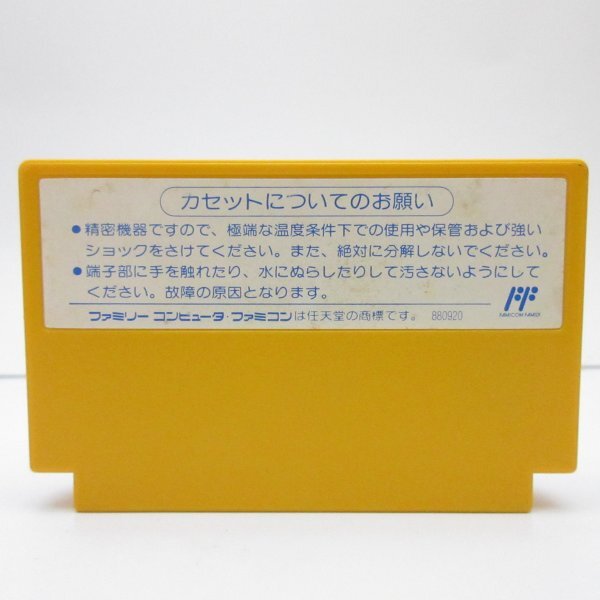 カセットについてのお願い
●精密機器ですので、極端な温度条件下での使用や保管および強い
ショックをさけてください。また、絶対に分解しないでください。
●端子部に手を触れたり、水にぬらしたりして汚さないようにして
ください。故障の原因となります。
FAMICOM FAMILY
ファミリー コンピュータ・ファミコンは任天堂の商標です。 880920